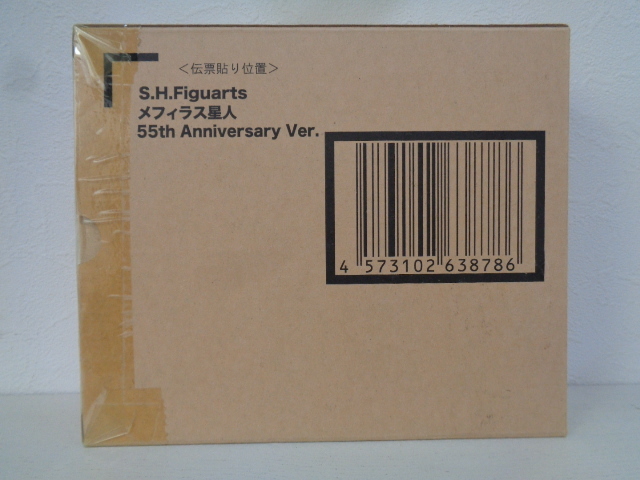 ＜伝票貼り位置＞
S.H.Figuarts
メフィラス星人
55th Anniversary Ver.
4 573102 638786